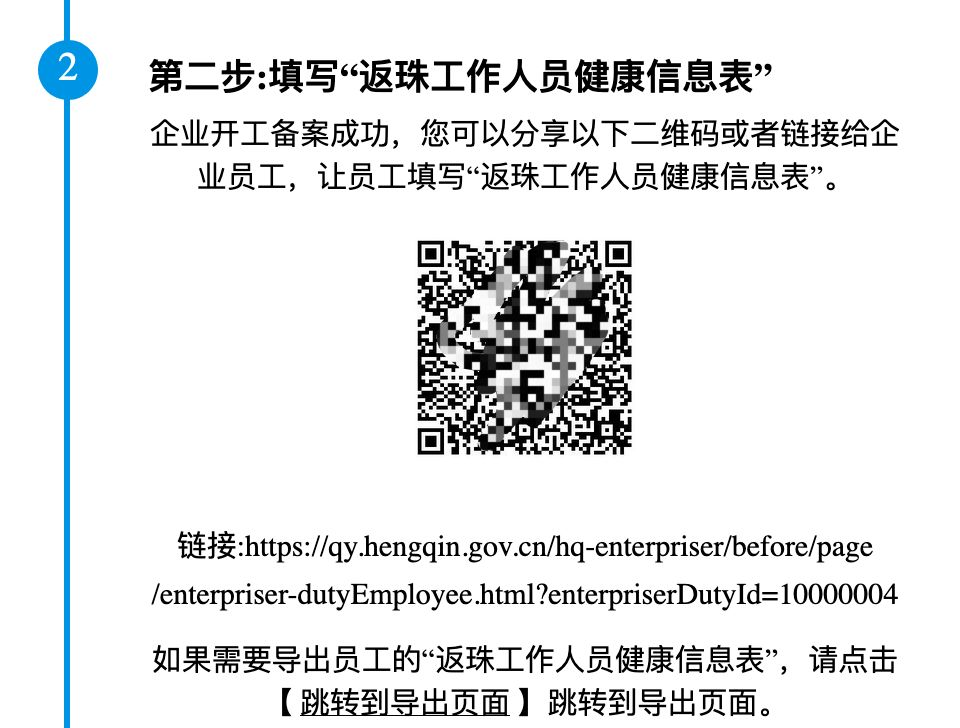 2
第二步:填写“返珠工作人员健康信息表”
企业开工备案成功，您可以分享以下二维码或者链接给企
业员工，让员工填写“返珠工作人员健康信息表”。
链接:https://qy.hengqin.gov.cn/hq-enterpriser/before/page
/enterpriser-dutyEmployee.html?enterpriserDutyId=10000004
如果需要导出员工的“返珠工作人员健康信息表”，请点击
【 跳转到导出页面 】跳转到导出页面。